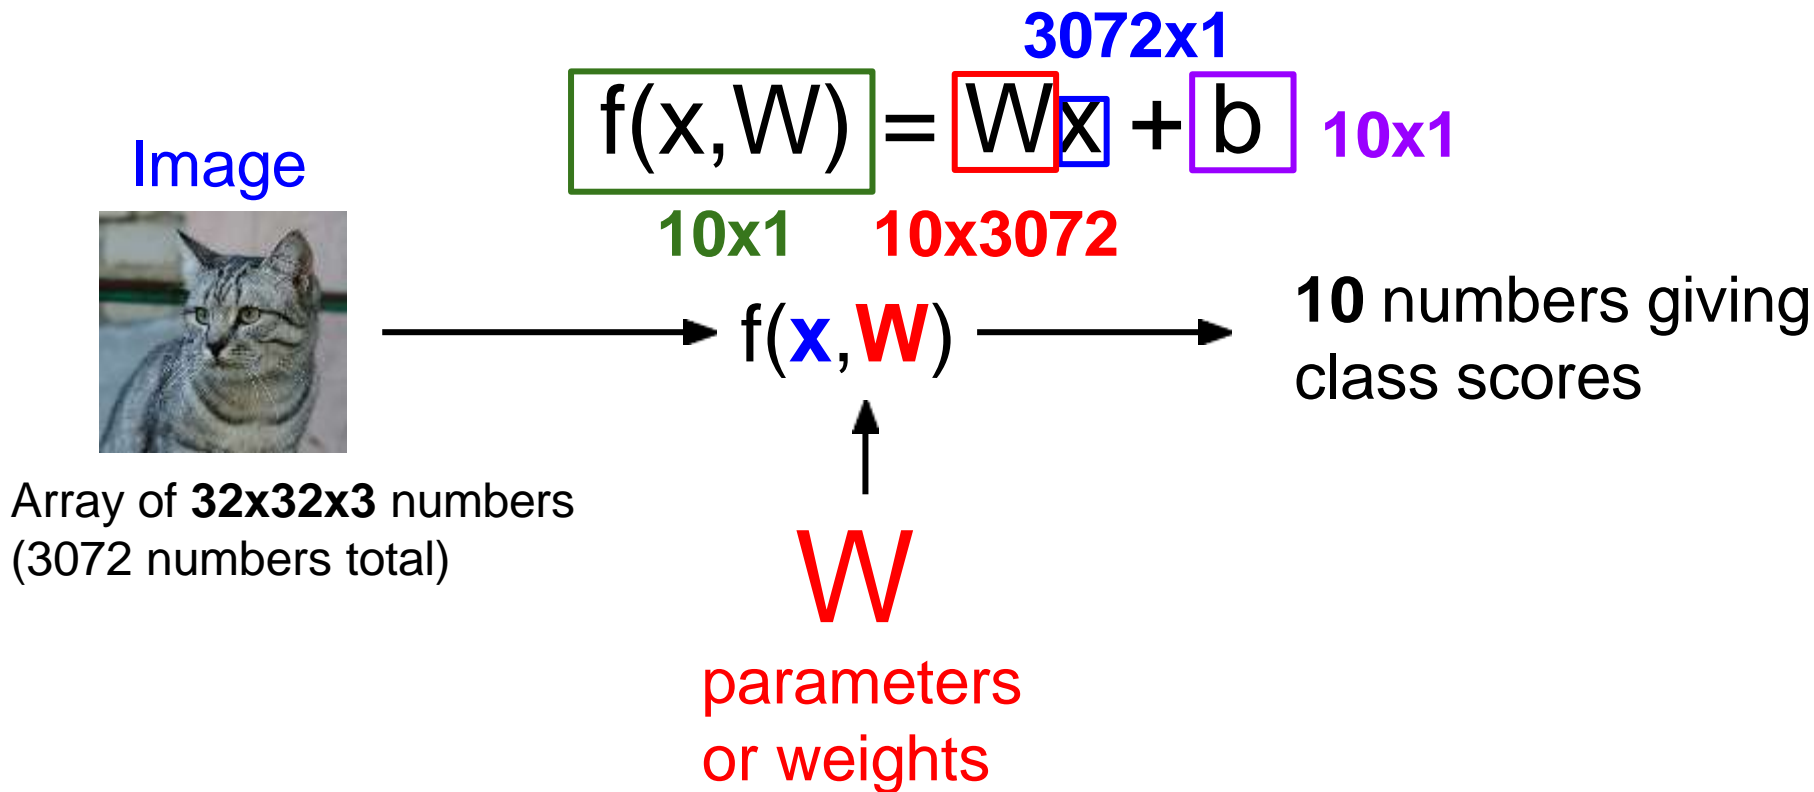 3072x1
f(x,W) = Wx + b 10x1
10x1 10x3072
Image
f(x,W)
10 numbers giving
class scores
Array of 32x32x3 numbers
(3072 numbers total)
W
parameters
or weights